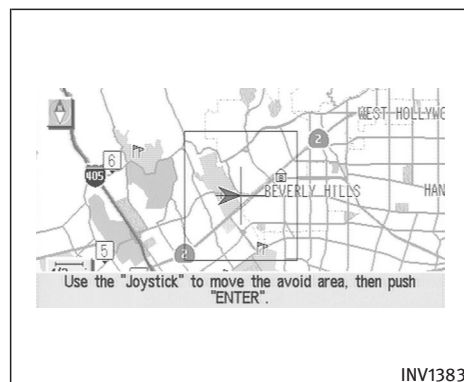 WEST HOLLYWO
2
6
405
BEVERLY HILLS
HAN
5
2
Use the "Joystick" to move the avoid area, then push
"ENTER".
INV1383